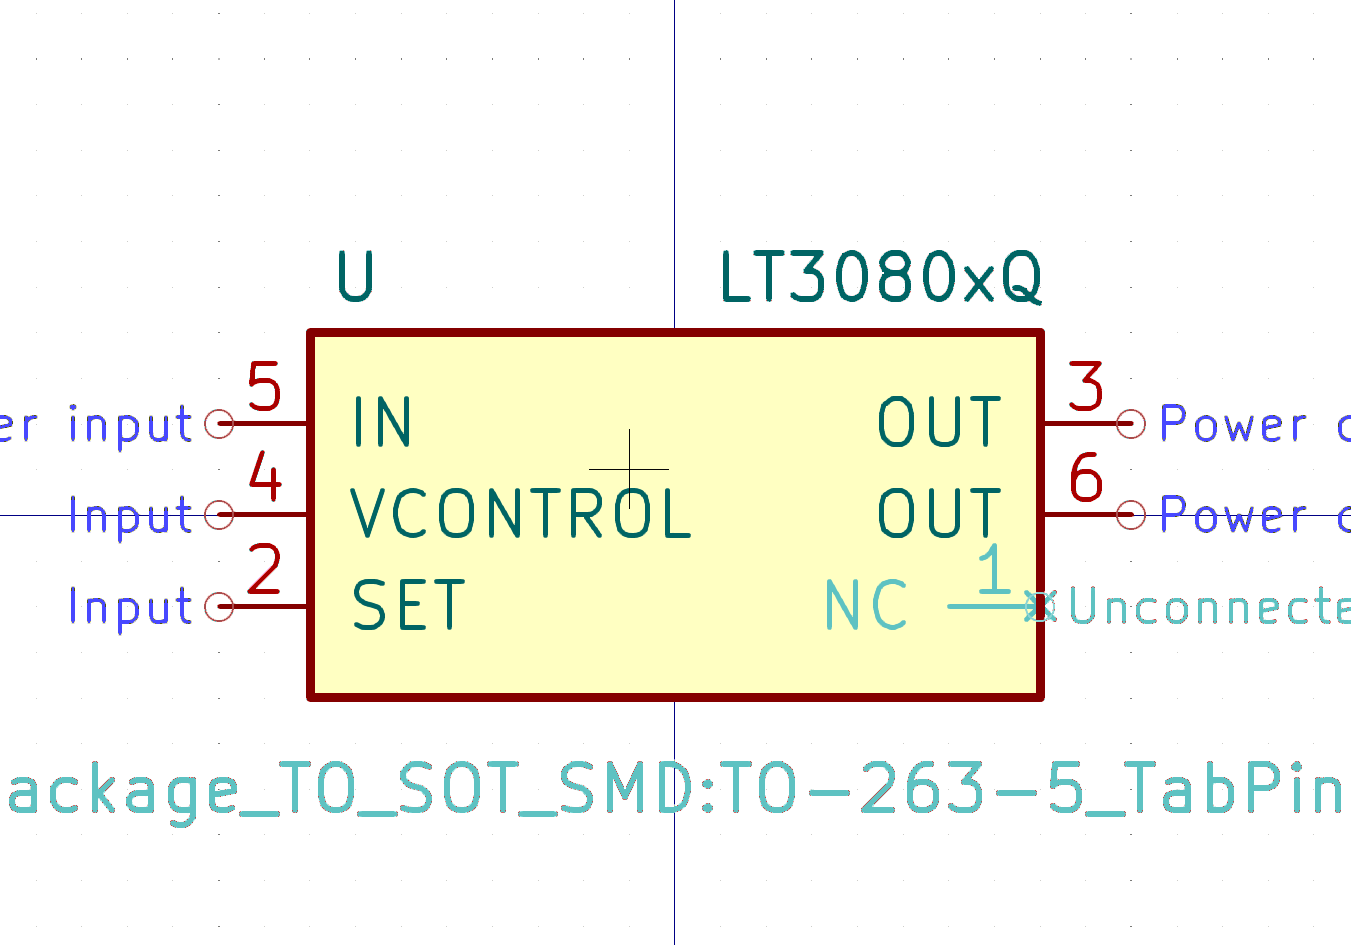 U LT3080xQ
5 3
er input IN OUT Power
4 6
Input VCONTROL OUT Power
2 1
Input SET NC Unconnecte
ackage_TO_SOT_SMD:TO-263-5_TabPin